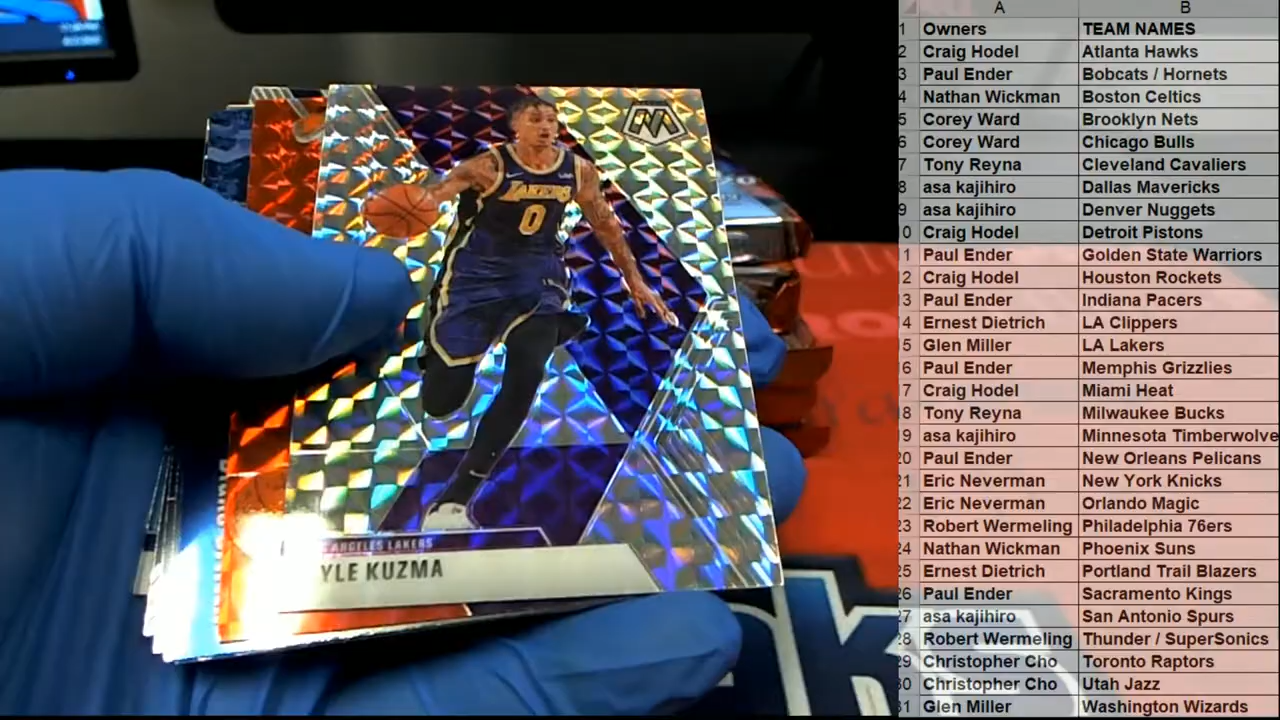 A B
1 Owners TEAM NAMES
2 Craig Hodel Atlanta Hawks
3 Paul Ender Bobcats / Hornets
4 Nathan Wickman Boston Celtics
5 Corey Ward Brooklyn Nets
6 Corey Ward Chicago Bulls
7 Tony Reyna Cleveland Cavaliers
8 asa kajihiro Dallas Mavericks
9 asa kajihiro Denver Nuggets
0 Craig Hodel Detroit Pistons
1 Paul Ender Golden State Warriors
2 Craig Hodel Houston Rockets
3 Paul Ender Indiana Pacers
4 Ernest Dietrich LA Clippers
5 Glen Miller LA Lakers
6 Paul Ender Memphis Grizzlies
7 Craig Hodel Miami Heat
8 Tony Reyna Milwaukee Bucks
9 asa kajihiro Minnesota Timberwolve
20 Paul Ender New Orleans Pelicans
21 Eric Neverman New York Knicks
22 Eric Neverman Orlando Magic
23 Robert Wermeling Philadelphia 76ers
24 Nathan Wickman Phoenix Suns
25 Ernest Dietrich Portland Trail Blazers
26 Paul Ender Sacramento Kings
27 asa kajihiro San Antonio Spurs
28 Robert Wermeling Thunder / SuperSonics
29 Christopher Cho Toronto Raptors
30 Christopher Cho Utah Jazz
31 Glen Miller Washington Wizards
LAKERS
0
ANGELES LAKERS
YLE KUZMA